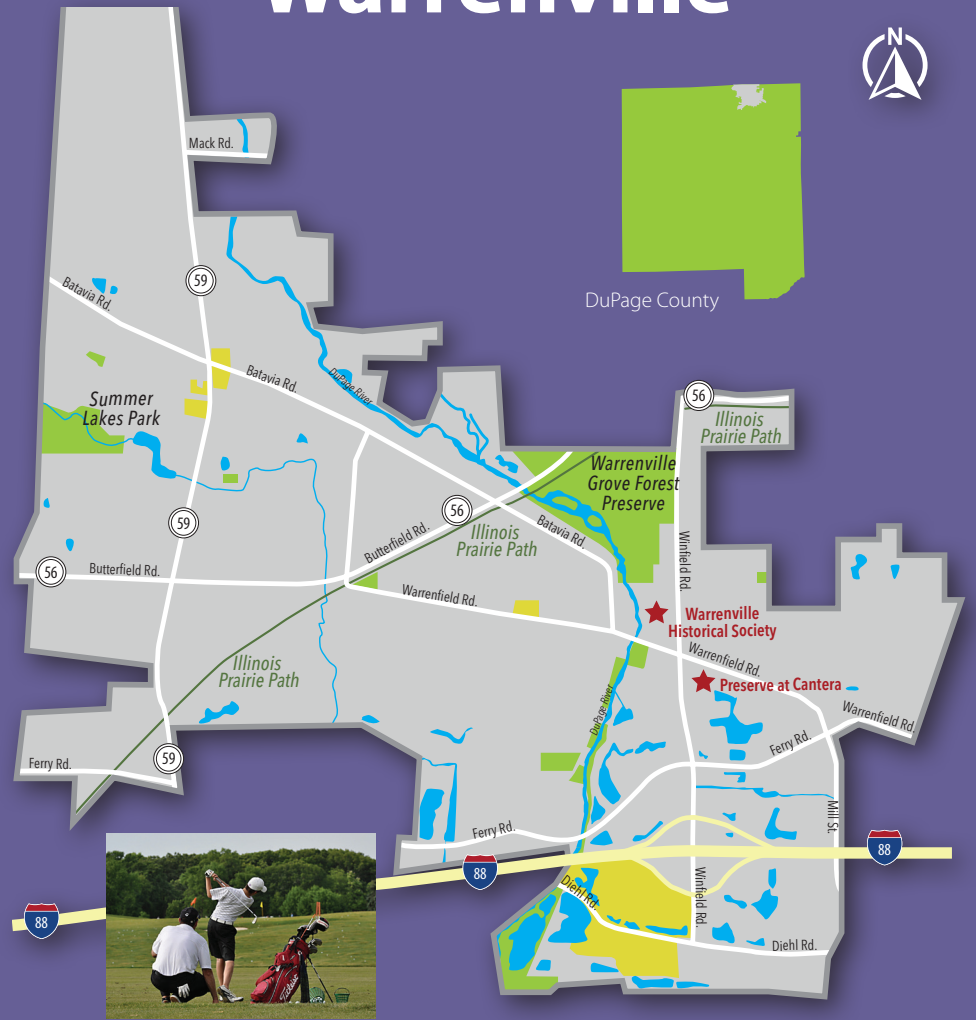 Warrenville
N
Mack Rd.
DuPage County
59
Batavia Rd.
Batavia Rd.
DuPage River
Summer
Lakes Park
56
Illinois
Prairie Path
Warrenville
Grove Forest
Preserve
59
56
Butterfield Rd.
Illinois
Prairie Path
Batavia Rd.
Winfield Rd.
56
Butterfield Rd.
Warrenfield Rd.
Warrenville
Historical Society
Warrenfield Rd.
Illinois
Prairie Path
Preserve at Cantera
DuPage River
Warrenfield Rd.
Ferry Rd.
59
Ferry Rd.
Mill St.
Ferry Rd.
88
88
88
Diehl Rd.
Winfield Rd.
Diehl Rd.
Titleist